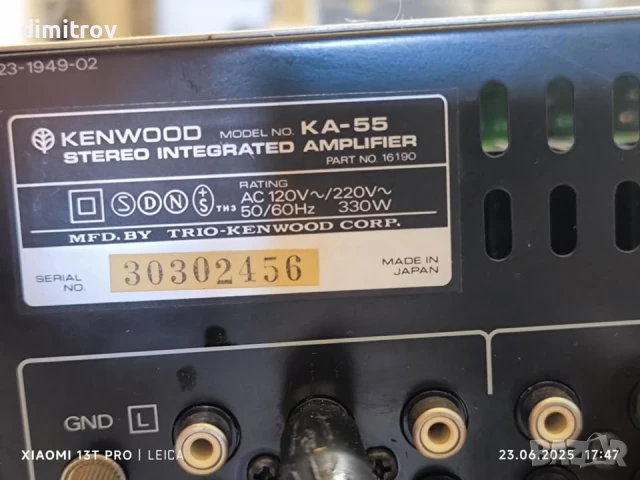 dimitrov
23-1949-02
KENWOOD MODEL NO. KA-55
STEREO INTEGRATED AMPLIFIER
PART NO. 16190
S D N +S TH3
RATING
AC 120V~/220V~
50/60Hz 330W
MFD. BY TRIO-KENWOOD CORP.
SERIAL NO. 30302456
MADE IN JAPAN
GND L
XIAOMI 13T PRO | LEICA
23.06.2025 17:47
BAZAR